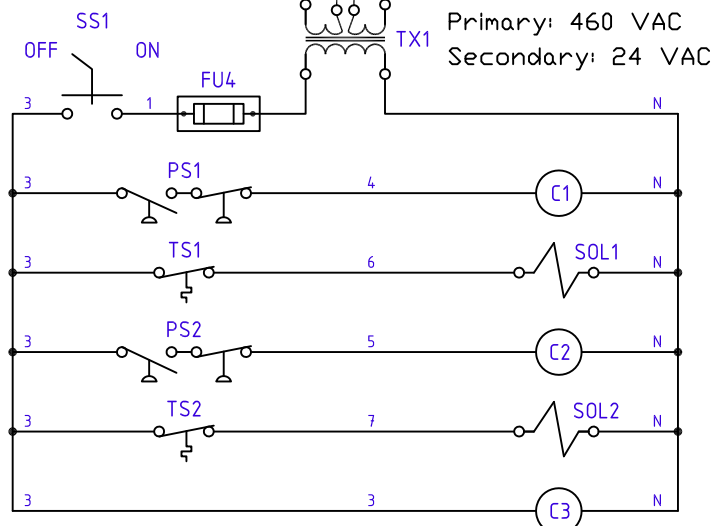 SS1
OFF ON
FU4
TX1
Primary: 460 VAC
Secondary: 24 VAC
3 1 N
PS1
3 4 C1 N
TS1 SOL1
3 6 N
PS2
3 5 C2 N
TS2 SOL2
3 7 N
3 3 C3 N